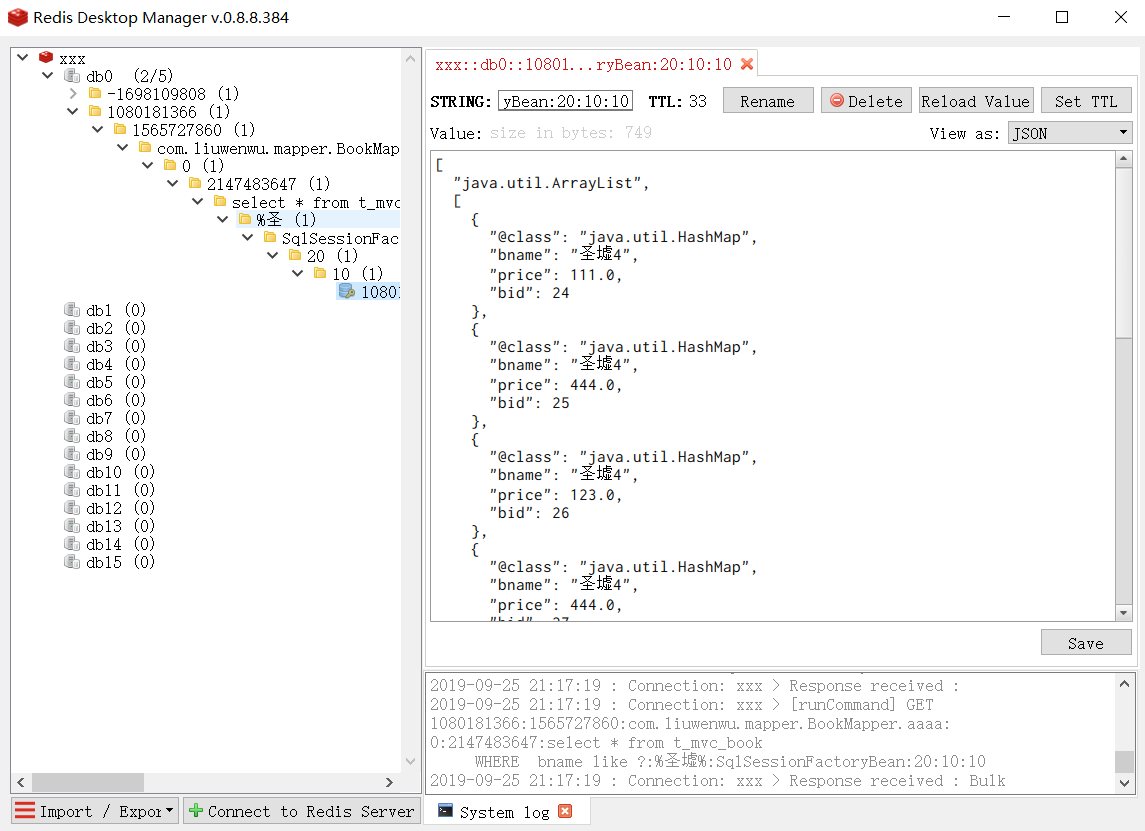 Redis Desktop Manager v.0.8.8.384
xxx
db0 (2/5)
-1698109808 (1)
1080181366 (1)
1565727860 (1)
com.liuwenwu.mapper.BookMap
0 (1)
2147483647 (1)
select * from t_mvc
%圣 (1)
SqlSessionFac
20 (1)
10 (1)
10801
db1 (0)
db2 (0)
db3 (0)
db4 (0)
db5 (0)
db6 (0)
db7 (0)
db8 (0)
db9 (0)
db10 (0)
db11 (0)
db12 (0)
db13 (0)
db14 (0)
db15 (0)
Import / Expor
Connect to Redis Server
xxx::db0::10801...ryBean:20:10:10
STRING: yBean:20:10:10 TTL: 33 Rename Delete Reload Value Set TTL
Value: size in bytes: 749 View as: JSON
[
"java.util.ArrayList",
[
{
"@class": "java.util.HashMap",
"bname": "圣墟4",
"price": 111.0,
"bid": 24
},
{
"@class": "java.util.HashMap",
"bname": "圣墟4",
"price": 444.0,
"bid": 25
},
{
"@class": "java.util.HashMap",
"bname": "圣墟4",
"price": 123.0,
"bid": 26
},
{
"@class": "java.util.HashMap",
"bname": "圣墟4",
"price": 444.0,
"bid": 27
Save
2019-09-25 21:17:19 : Connection: xxx > Response received :
2019-09-25 21:17:19 : Connection: xxx > [runCommand] GET
1080181366:1565727860:com.liuwenwu.mapper.BookMapper.aaaa:
0:2147483647:select * from t_mvc_book
WHERE bname like ?:%圣墟%:SqlSessionFactoryBean:20:10:10
2019-09-25 21:17:19 : Connection: xxx > Response received : Bulk
System log